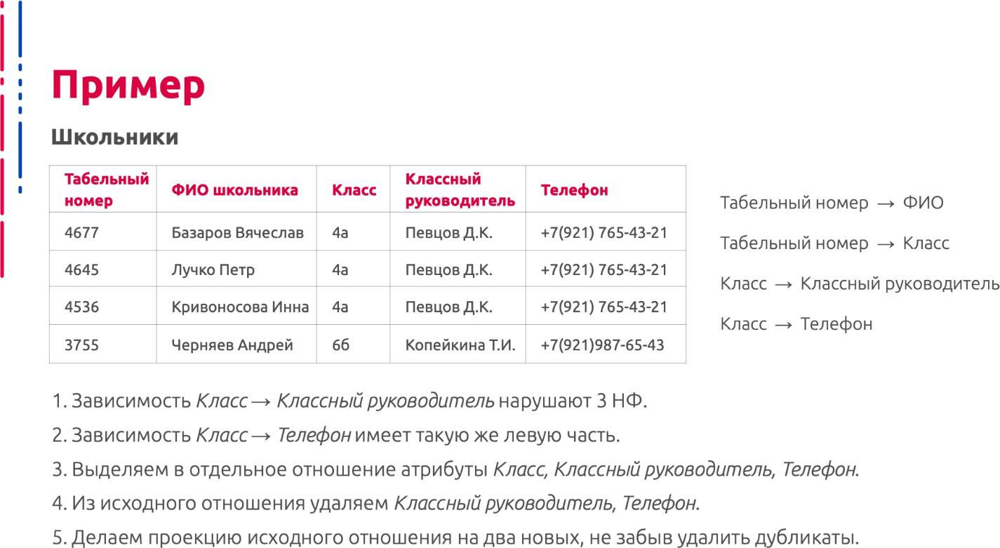 Пример
Школьники
Табельный номер ФИО школьника Класс Классный руководитель Телефон
4677 Базаров Вячеслав 4а Певцов Д.К. +7(921) 765-43-21
4645 Лучко Петр 4а Певцов Д.К. +7(921) 765-43-21
4536 Кривоносова Инна 4а Певцов Д.К. +7(921) 765-43-21
3755 Черняев Андрей 6б Копейкина Т.И. +7(921)987-65-43
Табельный номер → ФИО
Табельный номер → Класс
Класс → Классный руководитель
Класс → Телефон
1. Зависимость Класс → Классный руководитель нарушают 3 НФ.
2. Зависимость Класс → Телефон имеет такую же левую часть.
3. Выделяем в отдельное отношение атрибуты Класс, Классный руководитель, Телефон.
4. Из исходного отношения удаляем Классный руководитель, Телефон.
5. Делаем проекцию исходного отношения на два новых, не забыв удалить дубликаты.